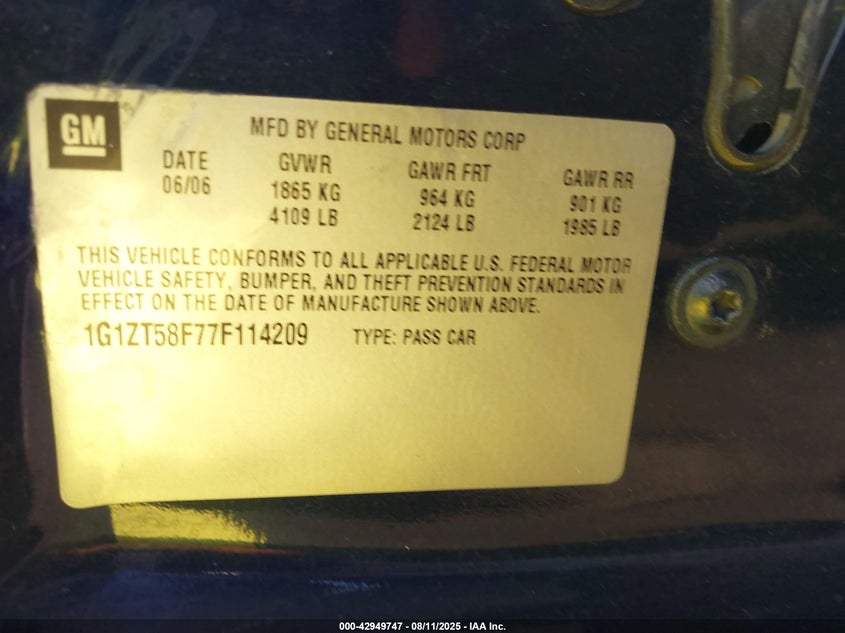 GM
MFD BY GENERAL MOTORS CORP
DATE GVWR GAWR FRT GAWR RR
06/06 1865 KG 964 KG 901 KG
4109 LB 2124 LB 1985 LB
THIS VEHICLE CONFORMS TO ALL APPLICABLE U.S. FEDERAL MOTOR
VEHICLE SAFETY, BUMPER, AND THEFT PREVENTION STANDARDS IN
EFFECT ON THE DATE OF MANUFACTURE SHOWN ABOVE.
1G1ZT58F77F114209 TYPE: PASS CAR
000-42949747 - 08/11/2025 - IAA Inc.